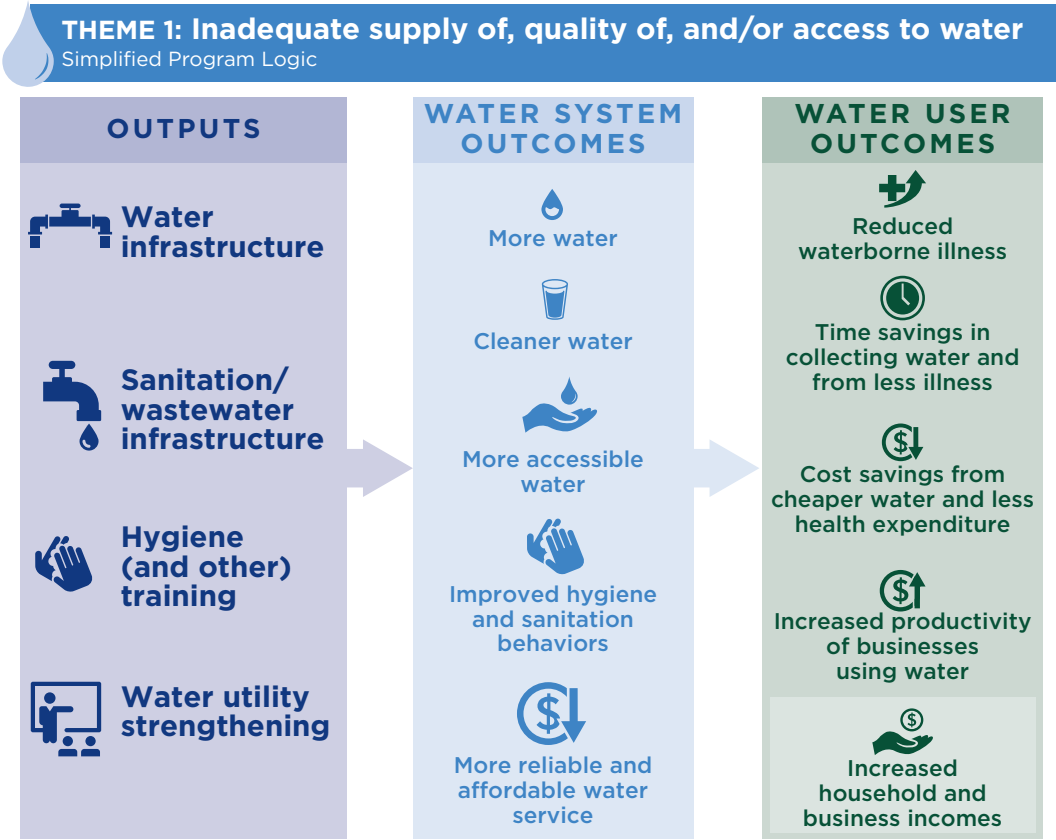 THEME 1: Inadequate supply of, quality of, and/or access to water
Simplified Program Logic
OUTPUTS
Water
infrastructure
Sanitation/
wastewater
infrastructure
Hygiene
(and other)
training
Water utility
strengthening
WATER SYSTEM
OUTCOMES
More water
Cleaner water
More accessible
water
Improved hygiene
and sanitation
behaviors
$
More reliable and
affordable water
service
WATER USER
OUTCOMES
Reduced
waterborne illness
Time savings in
collecting water and
from less illness
$
Cost savings from
cheaper water and less
health expenditure
$
Increased productivity
of businesses
using water
$
Increased
household and
business incomes